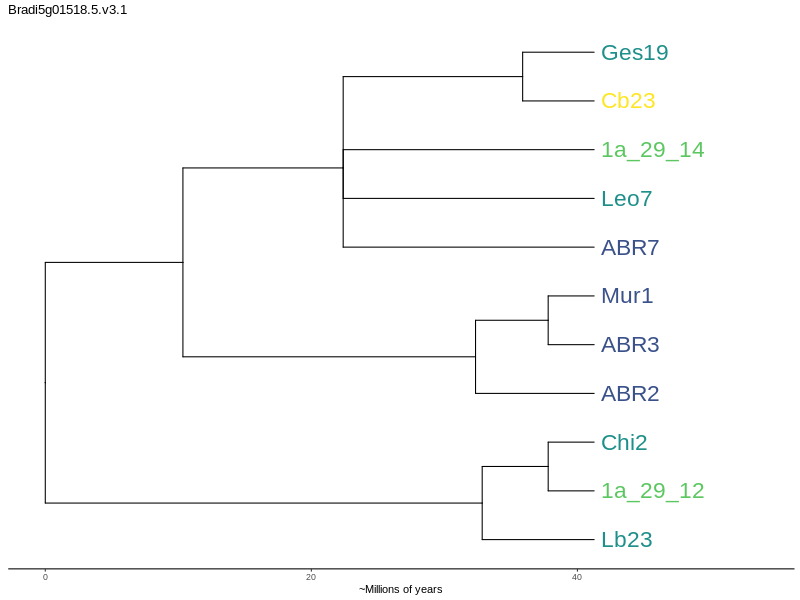 Bradi5g01518.5.v3.1
Ges19
Cb23
1a_29_14
Leo7
ABR7
Mur1
ABR3
ABR2
Chi2
1a_29_12
Lb23
0 20 40
~Millions of years